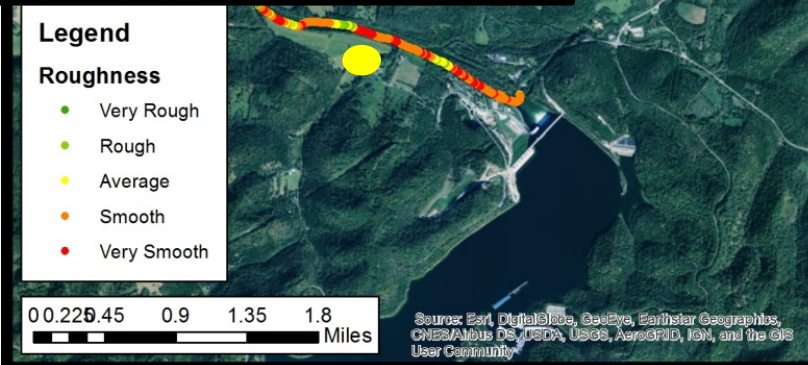 Legend
Roughness
Very Rough
Rough
Average
Smooth
Very Smooth
0 0.225 0.45 0.9 1.35 1.8
Miles
Source: Esri, DigitalGlobe, GeoEye, Earthstar Geographics,
CNES/Airbus DS, USDA, USGS, AeroGRID, IGN, and the GIS
User Community